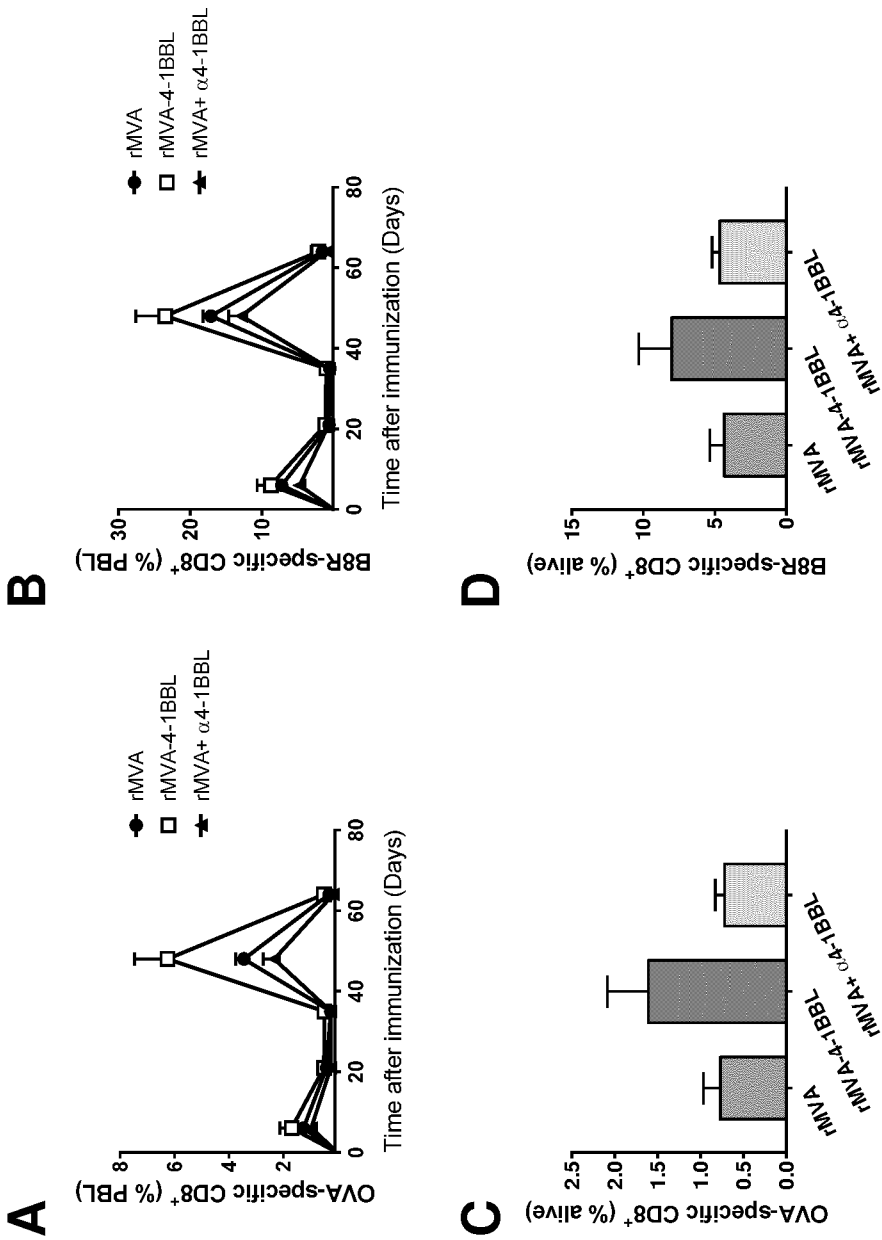 A
OVA-specific CD8⁺ (% PBL)
8
6
4
2
0
20
40
60
80
Time after immunization (Days)
rMVA
rMVA-4-1BBL
rMVA+ α4-1BBL
B
B8R-specific CD8⁺ (% PBL)
30
20
10
0
20
40
60
80
Time after immunization (Days)
rMVA
rMVA-4-1BBL
rMVA+ α4-1BBL
C
OVA-specific CD8⁺ (% alive)
2.5
2.0
1.5
1.0
0.5
0.0
rMVA
rMVA-4-1BBL
rMVA+ α4-1BBL
D
B8R-specific CD8⁺ (% alive)
15
10
5
0
rMVA
rMVA-4-1BBL
rMVA+ α4-1BBL